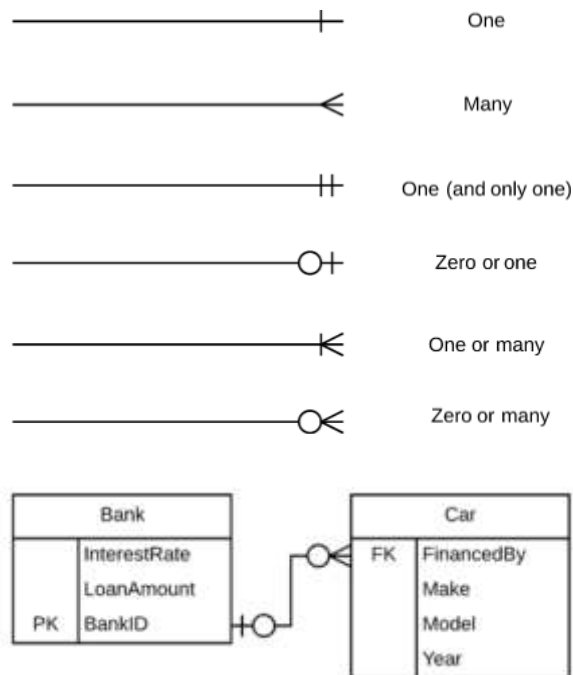 One
Many
One (and only one)
Zero or one
One or many
Zero or many
Bank
InterestRate
LoanAmount
PK BankID
Car
FK FinancedBy
Make
Model
Year